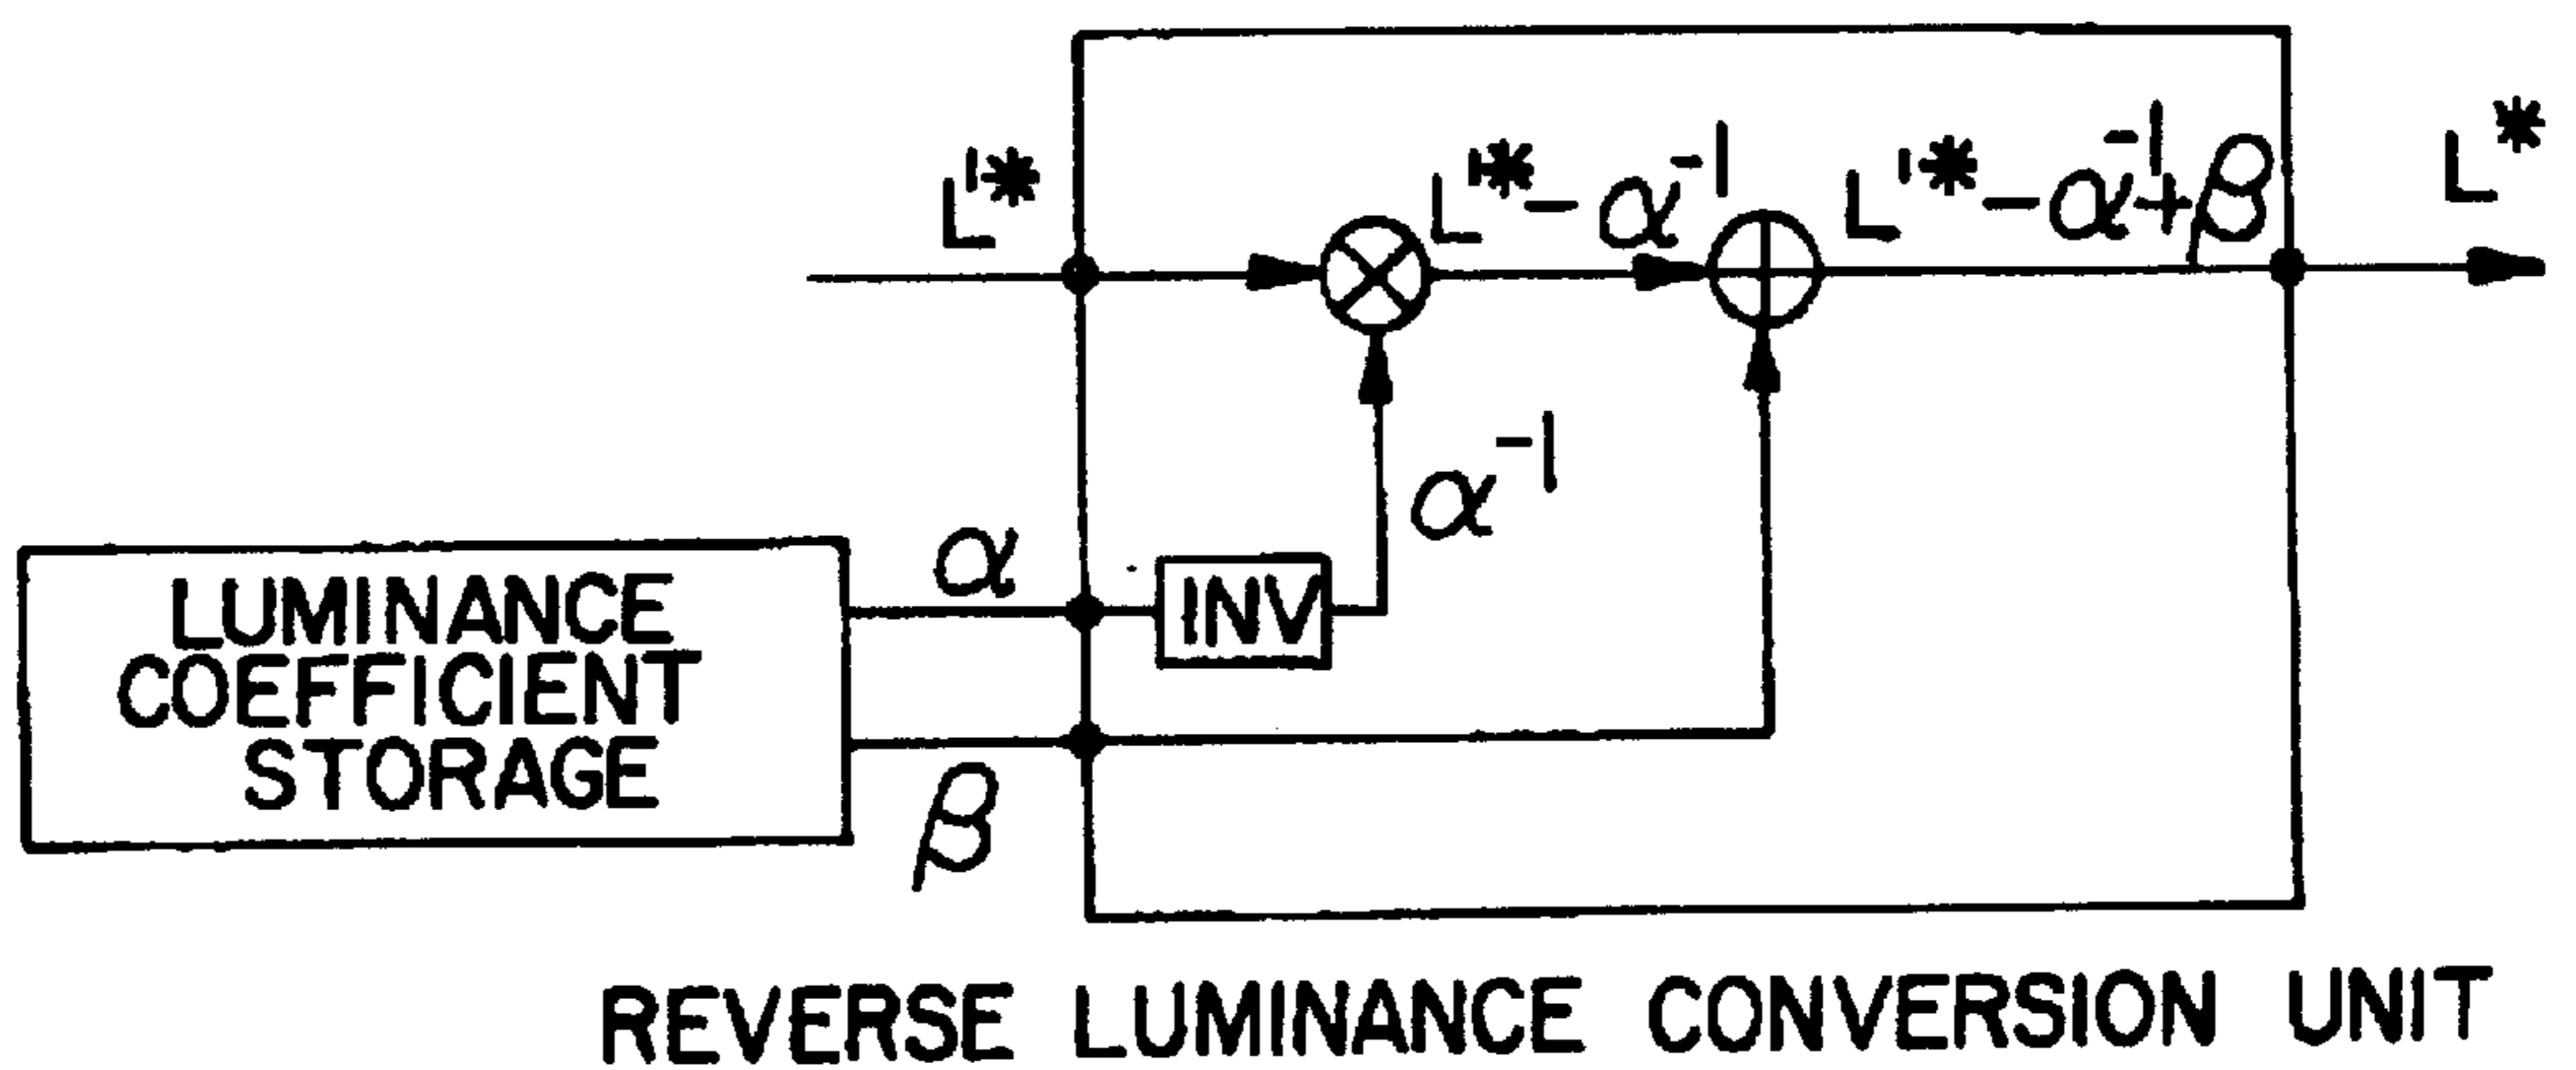 L'*
L'*-α⁻¹
L'*-α⁻¹+β
L*
α⁻¹
α
INV
LUMINANCE
COEFFICIENT
STORAGE
β
REVERSE LUMINANCE CONVERSION UNIT